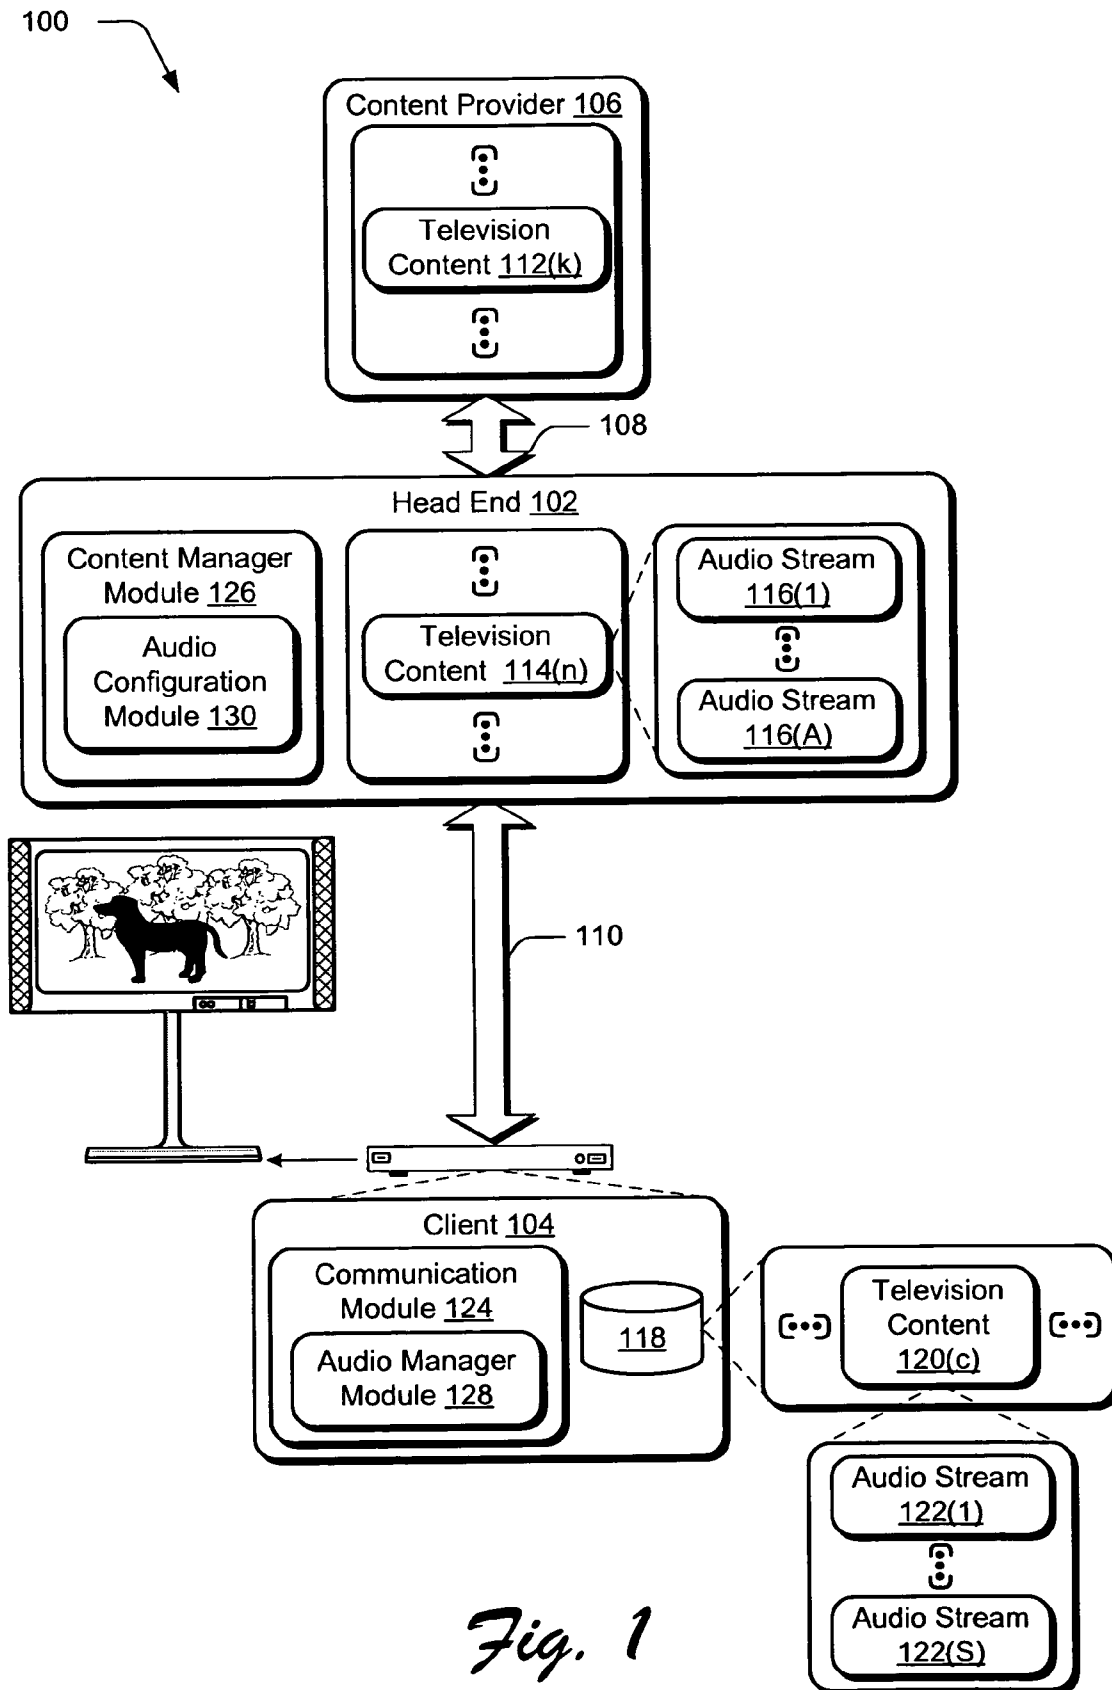 100
Content Provider 106
Television
Content 112(k)
108
Head End 102
Content Manager
Module 126
Audio
Configuration
Module 130
Television
Content 114(n)
Audio Stream
116(1)
Audio Stream
116(A)
110
Client 104
Communication
Module 124
Audio Manager
Module 128
118
Television
Content
120(c)
Audio Stream
122(1)
Audio Stream
122(S)
Fig. 1